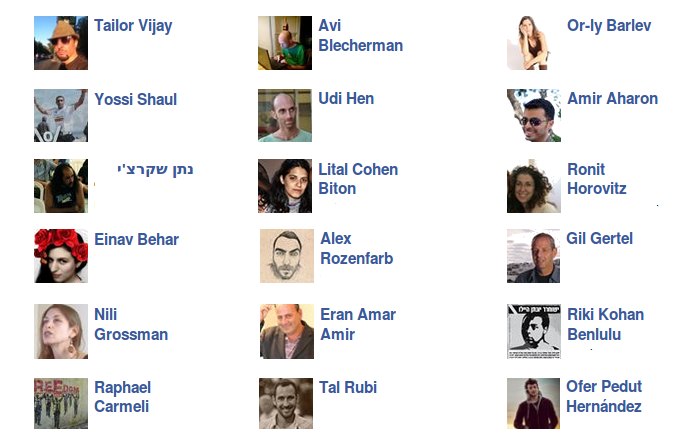 Tailor Vijay
Avi
Blecherman
Or-ly Barlev
Yossi Shaul
Udi Hen
Amir Aharon
נתן שקרצ'י
Lital Cohen
Biton
Ronit
Horovitz
Einav Behar
Alex
Rozenfarb
Gil Gertel
Nili
Grossman
Eran Amar
Amir
Riki Kohan
Benlulu
Raphael
Carmeli
Tal Rubi
Ofer Pedut
Hernández